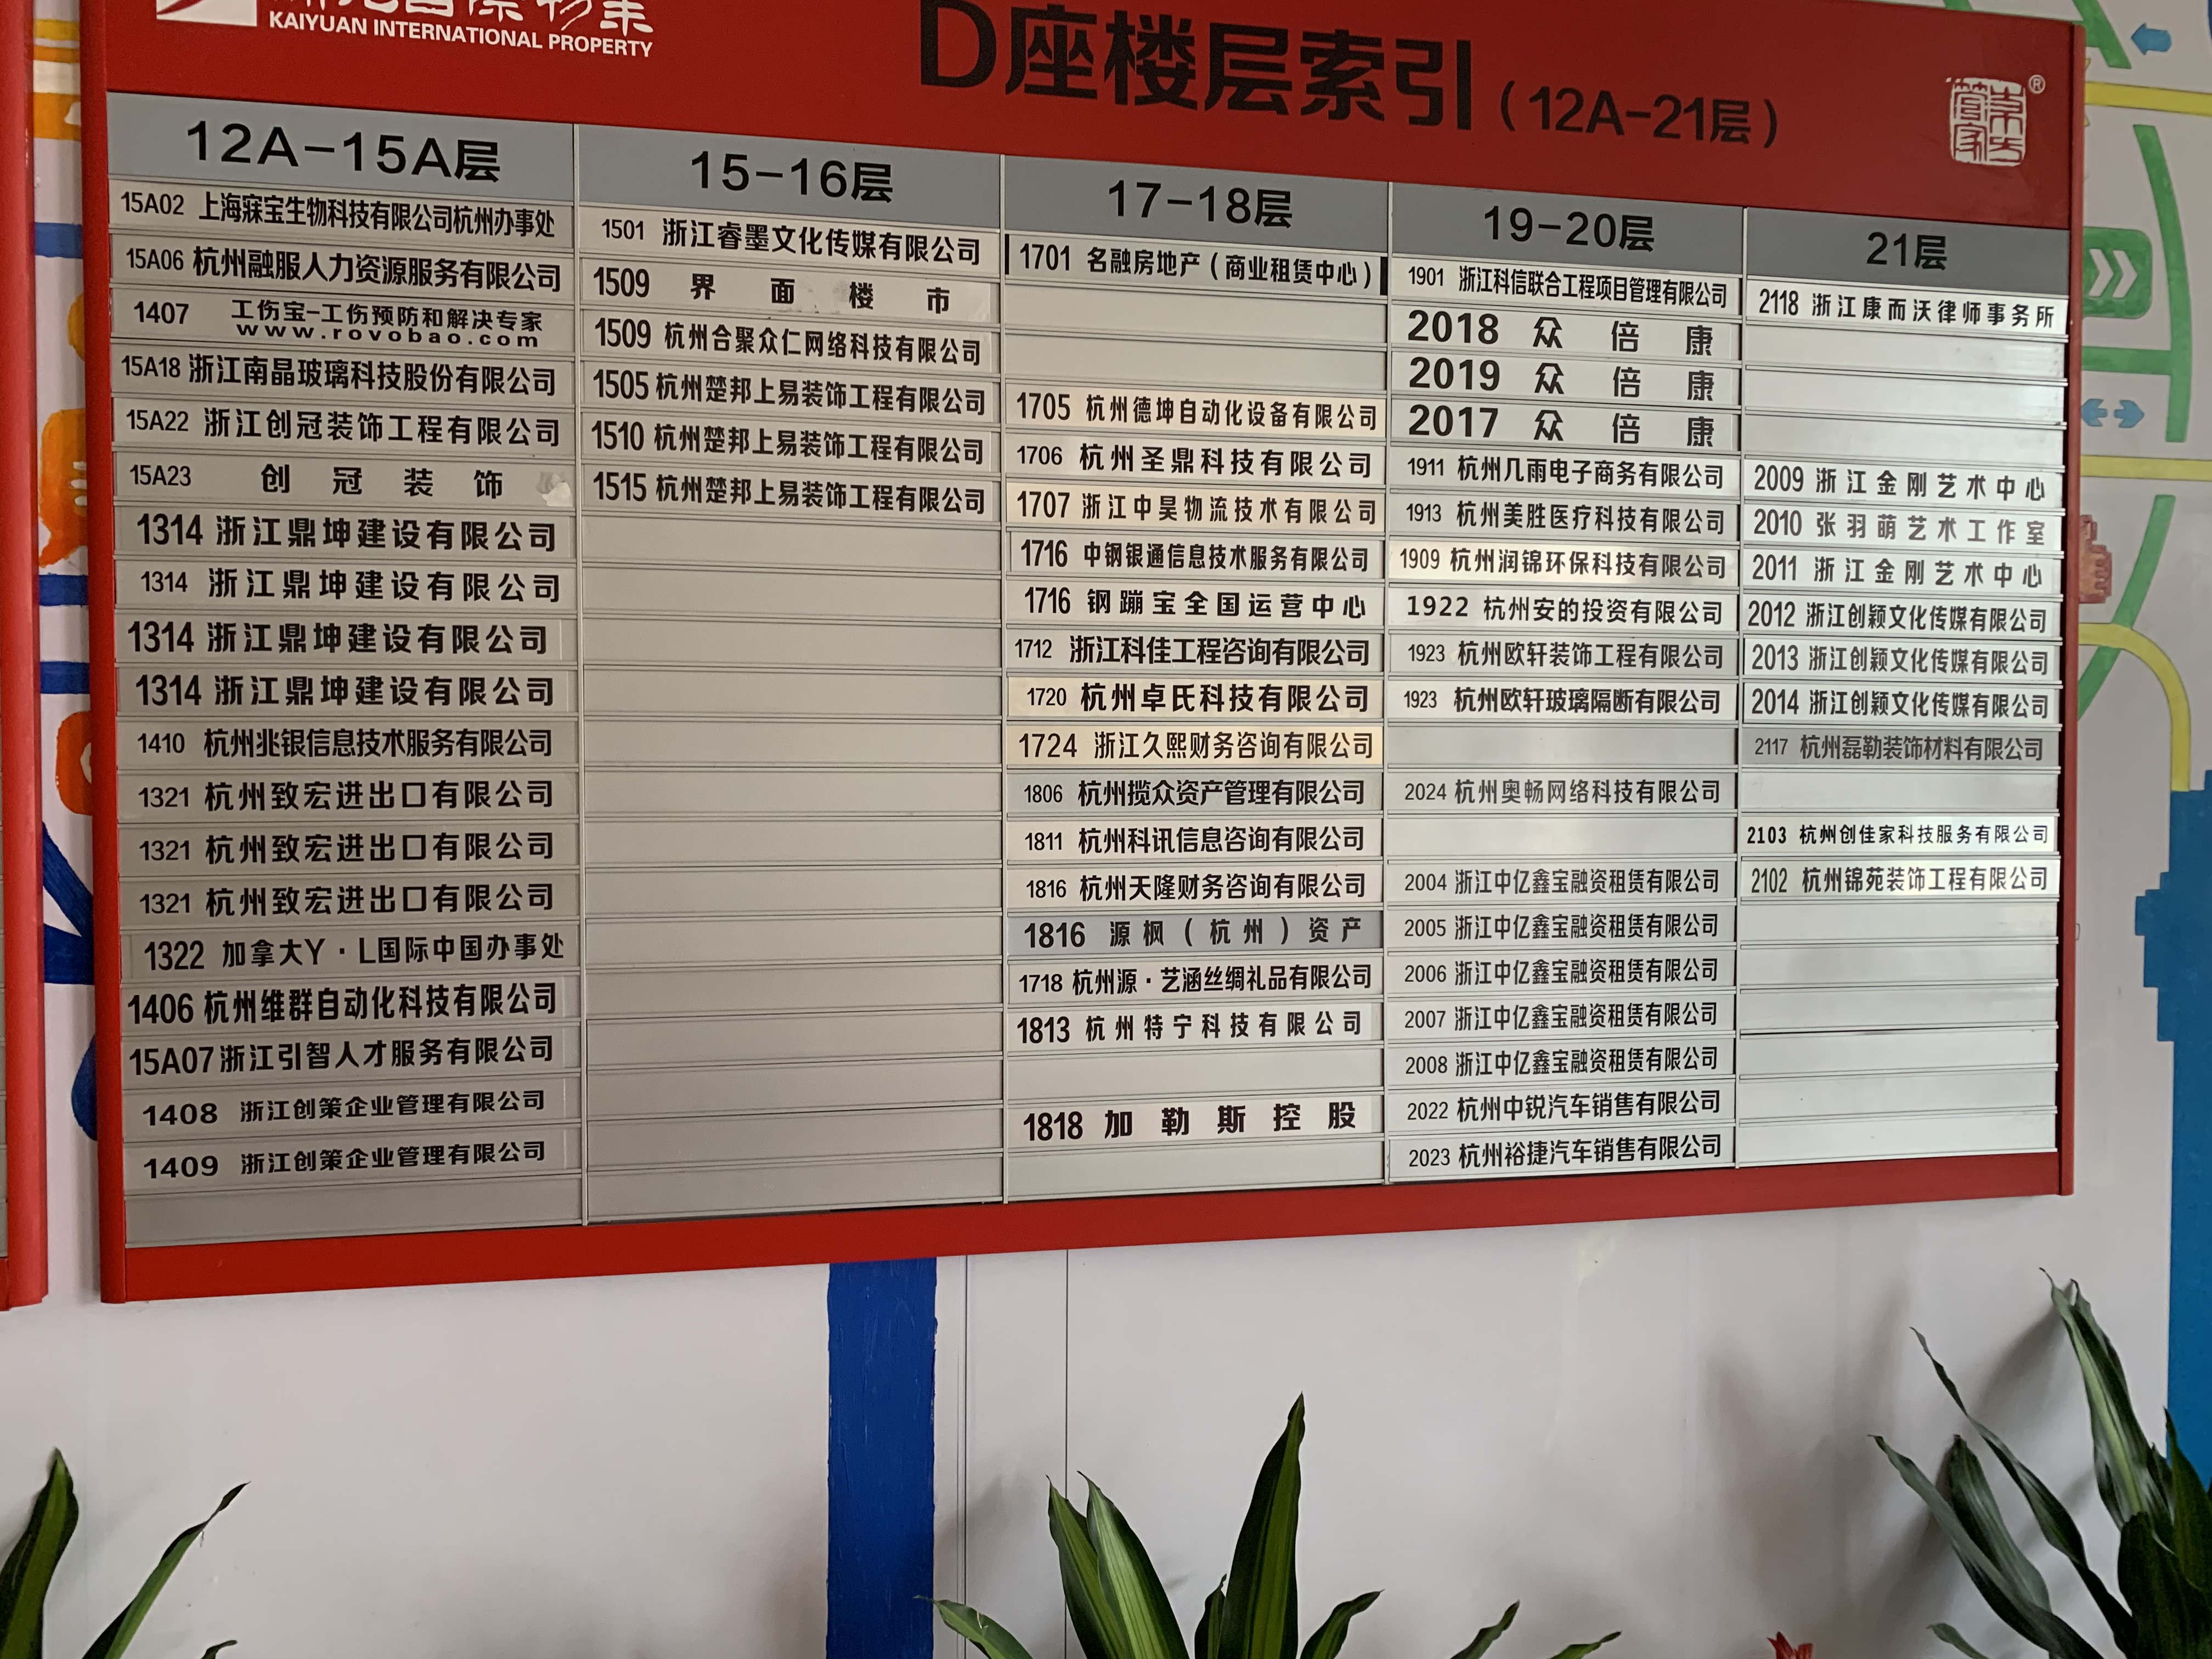 KAIYUAN INTERNATIONAL PROPERTY
D座楼层索引(12A-21层)
®
12A-15A层
15A02 上海寐宝生物科技有限公司杭州办事处
15A06 杭州融服人力资源服务有限公司
1407 工伤宝-工伤预防和解决专家
www.rovobao.com
15A18 浙江南晶玻璃科技股份有限公司
15A22 浙江创冠装饰工程有限公司
15A23 创冠装饰
1314 浙江鼎坤建设有限公司
1314 浙江鼎坤建设有限公司
1314 浙江鼎坤建设有限公司
1314 浙江鼎坤建设有限公司
1410 杭州兆银信息技术服务有限公司
1321 杭州致宏进出口有限公司
1321 杭州致宏进出口有限公司
1321 杭州致宏进出口有限公司
1322 加拿大Y·L国际中国办事处
1406 杭州维群自动化科技有限公司
15A07 浙江引智人才服务有限公司
1408 浙江创策企业管理有限公司
1409 浙江创策企业管理有限公司
15-16层
1501 浙江睿墨文化传媒有限公司
1509 界面楼市
1509 杭州合聚众仁网络科技有限公司
1505 杭州楚邦上易装饰工程有限公司
1510 杭州楚邦上易装饰工程有限公司
1515 杭州楚邦上易装饰工程有限公司
17-18层
1701 名融房地产(商业租赁中心)
1705 杭州德坤自动化设备有限公司
1706 杭州圣鼎科技有限公司
1707 浙江中昊物流技术有限公司
1716 中钢银通信息技术服务有限公司
1716 钢蹦宝全国运营中心
1712 浙江科佳工程咨询有限公司
1720 杭州卓氏科技有限公司
1724 浙江久熙财务咨询有限公司
1806 杭州揽众资产管理有限公司
1811 杭州科讯信息咨询有限公司
1816 杭州天隆财务咨询有限公司
1816 源枫(杭州)资产
1718 杭州源·艺涵丝绸礼品有限公司
1813 杭州特宁科技有限公司
1818 加勒斯控股
19-20层
1901 浙江科信联合工程项目管理有限公司
2018 众倍康
2019 众倍康
2017 众倍康
1911 杭州几雨电子商务有限公司
1913 杭州美胜医疗科技有限公司
1909 杭州润锦环保科技有限公司
1922 杭州安的投资有限公司
1923 杭州欧轩装饰工程有限公司
1923 杭州欧轩玻璃隔断有限公司
2024 杭州奥畅网络科技有限公司
2004 浙江中亿鑫宝融资租赁有限公司
2005 浙江中亿鑫宝融资租赁有限公司
2006 浙江中亿鑫宝融资租赁有限公司
2007 浙江中亿鑫宝融资租赁有限公司
2008 浙江中亿鑫宝融资租赁有限公司
2022 杭州中锐汽车销售有限公司
2023 杭州裕捷汽车销售有限公司
21层
2118 浙江康而沃律师事务所
2009 浙江金刚艺术中心
2010 张羽萌艺术工作室
2011 浙江金刚艺术中心
2012 浙江创颖文化传媒有限公司
2013 浙江创颖文化传媒有限公司
2014 浙江创颖文化传媒有限公司
2117 杭州磊勒装饰材料有限公司
2103 杭州创佳家科技服务有限公司
2102 杭州锦苑装饰工程有限公司